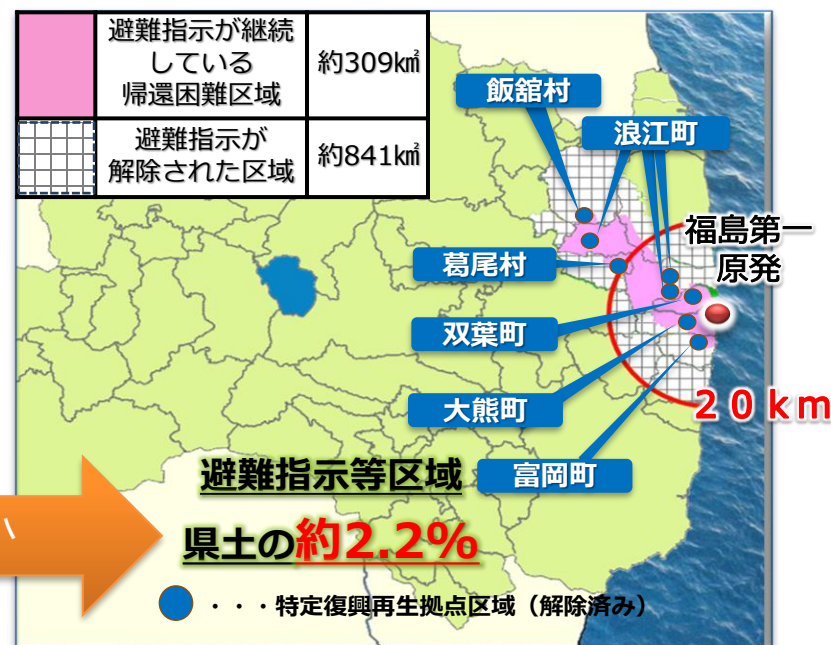 避難指示が継続
している
帰還困難区域
約309㎢
避難指示が
解除された区域
約841㎢
飯舘村
浪江町
福島第一
原発
葛尾村
双葉町
大熊町
20km
富岡町
避難指示等区域
県土の約2.2%
、
・・・特定復興再生拠点区域（解除済み）